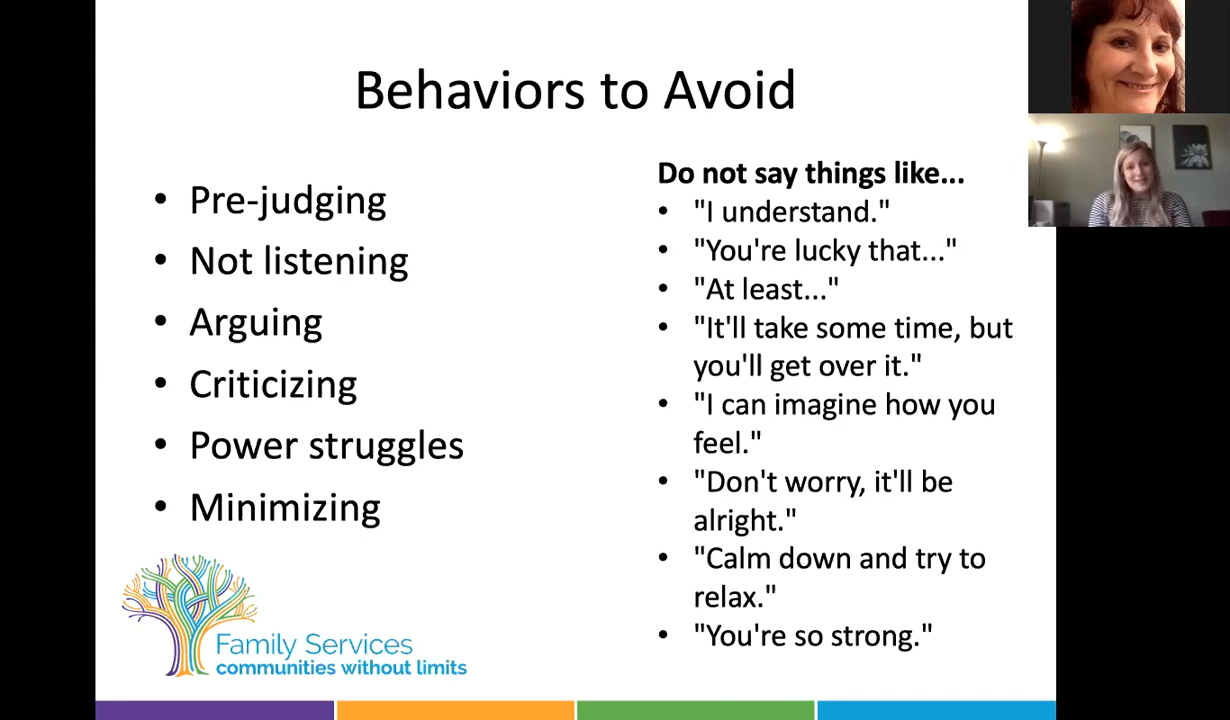 Behaviors to Avoid
• Pre-judging
• Not listening
• Arguing
• Criticizing
• Power struggles
• Minimizing
Do not say things like...
• "I understand."
• "You're lucky that..."
• "At least..."
• "It'll take some time, but
you'll get over it."
• "I can imagine how you
feel."
• "Don't worry, it'll be
alright."
• "Calm down and try to
relax."
• "You're so strong."
Family Services
communities without limits